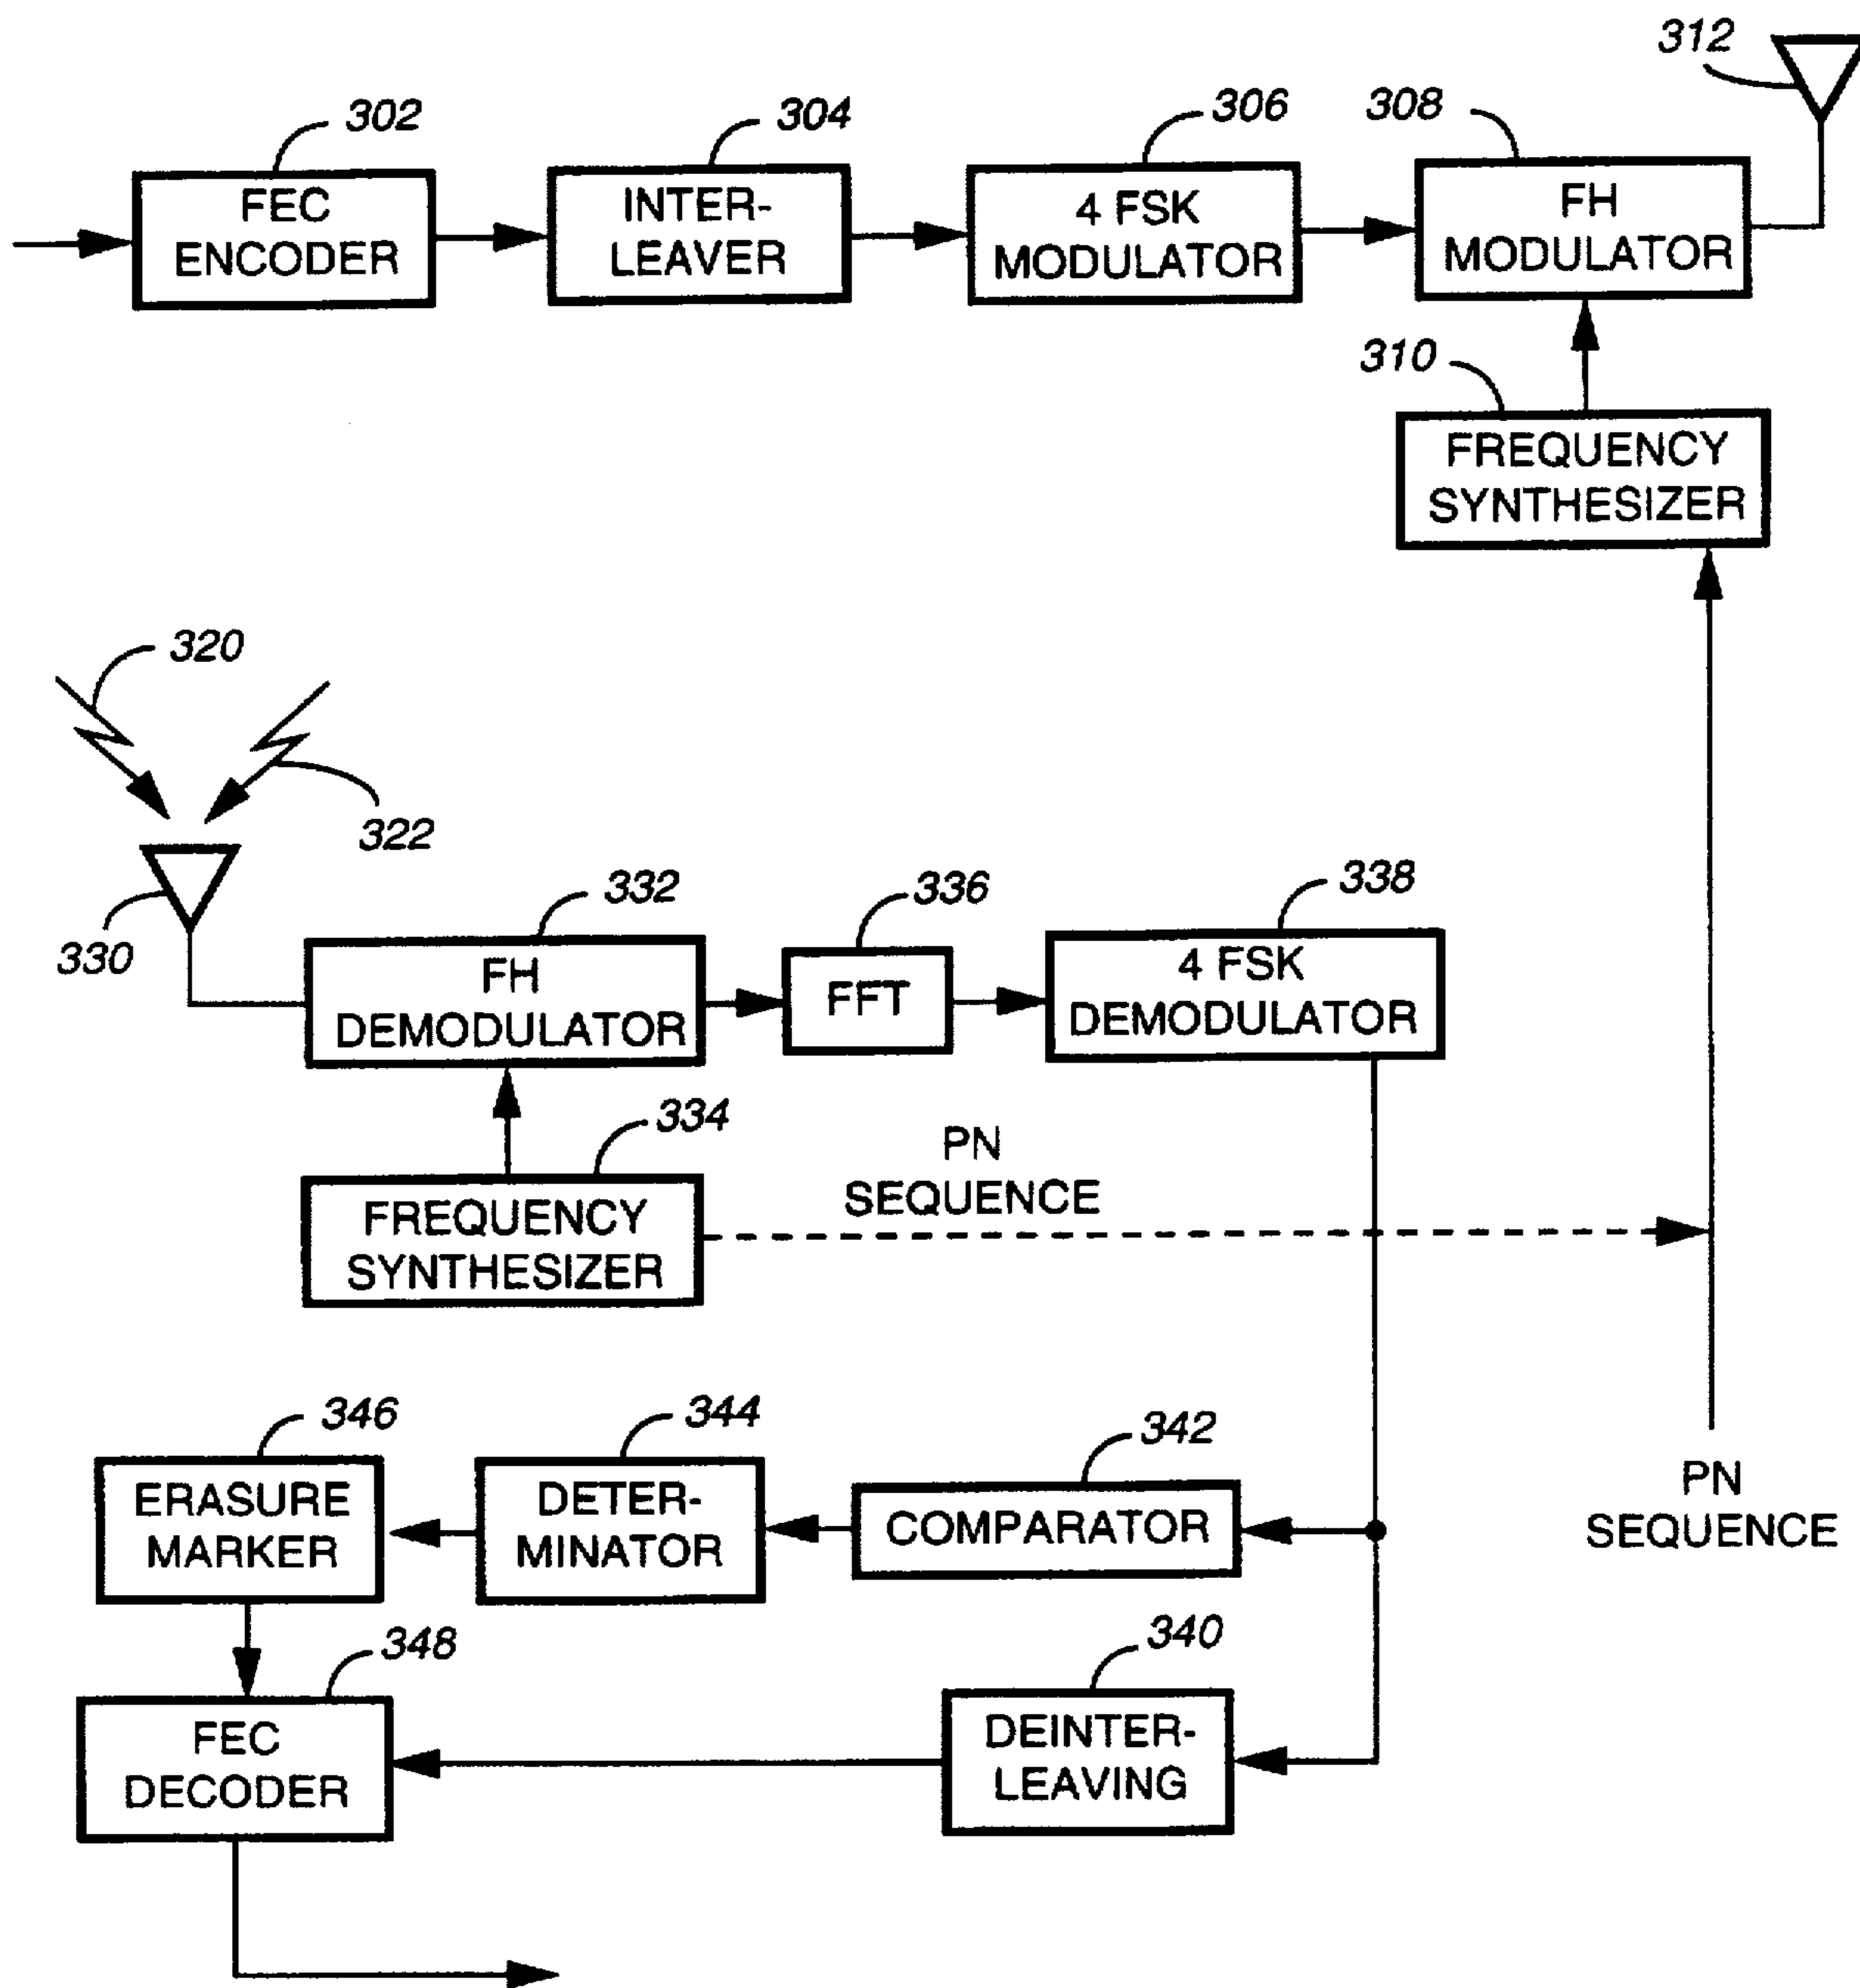 312
302
304
306
308
FEC
ENCODER
INTER-
LEAVER
4 FSK
MODULATOR
FH
MODULATOR
310
FREQUENCY
SYNTHESIZER
320
322
330
332
336
338
FH
DEMODULATOR
FFT
4 FSK
DEMODULATOR
334
PN
SEQUENCE
FREQUENCY
SYNTHESIZER
346
344
342
ERASURE
MARKER
DETER-
MINATOR
COMPARATOR
PN
SEQUENCE
348
340
FEC
DECODER
DEINTER-
LEAVING